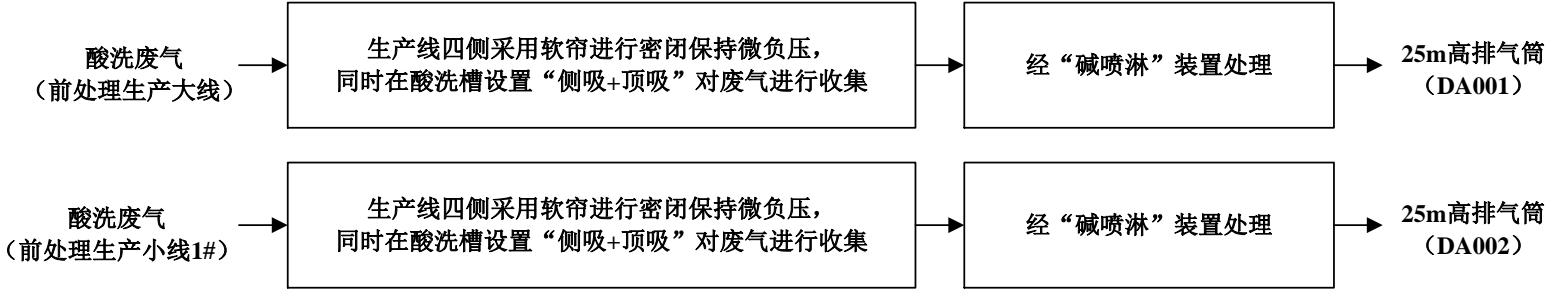 酸洗废气
（前处理生产大线）
生产线四侧采用软帘进行密闭保持微负压，
同时在酸洗槽设置“侧吸+顶吸”对废气进行收集
经“碱喷淋”装置处理
25m高排气筒
（DA001）
酸洗废气
（前处理生产小线1#）
生产线四侧采用软帘进行密闭保持微负压，
同时在酸洗槽设置“侧吸+顶吸”对废气进行收集
经“碱喷淋”装置处理
25m高排气筒
（DA002）